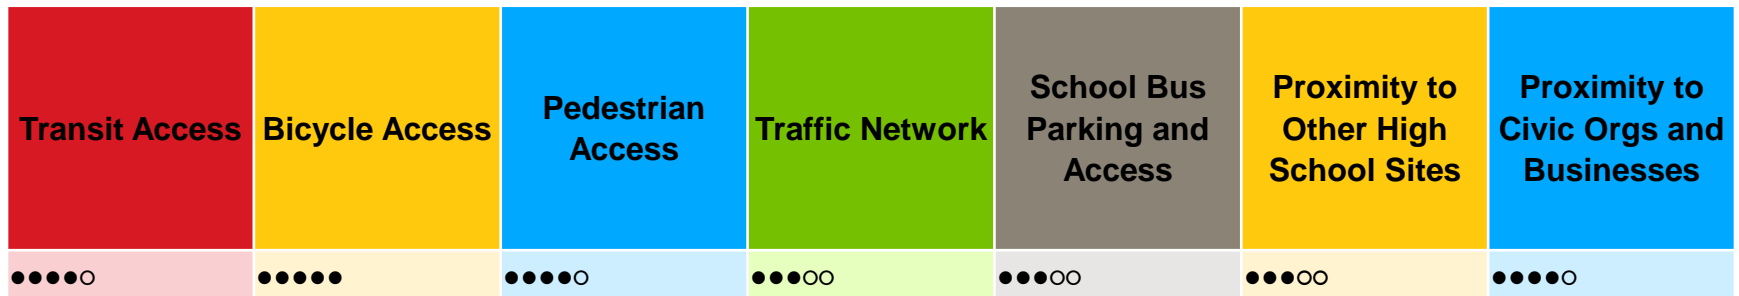 Transit Access
Bicycle Access
Pedestrian
Access
Traffic Network
School Bus
Parking and
Access
Proximity to
Other High
School Sites
Proximity to
Civic Orgs and
Businesses
●●●●○
●●●●●
●●●●○
●●●○○
●●●○○
●●●○○
●●●●○